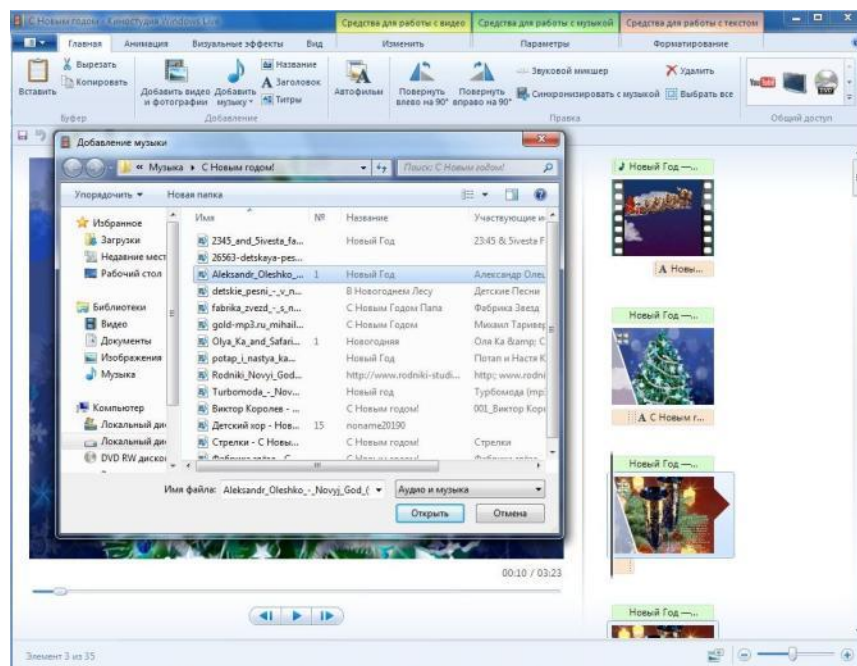 С Новым годом - Киностудия Windows Live
Средства для работы с видео
Средства для работы с музыкой
Средства для работы с текстом
Главная
Анимация
Визуальные эффекты
Вид
Изменить
Параметры
Форматирование
Вставить
Вырезать
Копировать
Буфер
Добавить видео и фотографии
Добавить музыку
Название
Заголовок
Титры
Добавление
Автофильм
Повернуть влево на 90°
Повернуть вправо на 90°
Звуковой микшер
Синхронизировать с музыкой
Удалить
Выбрать все
Правка
YouTube
DVD
Общий доступ
Добавление музыки
« Музыка ▸ С Новым годом!
Поиск: С Новым годом!
Упорядочить
Новая папка
Избранное
Загрузки
Недавние мест
Рабочий стол
Библиотеки
Видео
Документы
Изображения
Музыка
Компьютер
Локальный ди
Локальный ди
DVD RW диско
Имя № Название Участвующие и
2345_and_5ivesta_fa... Новый Год 23:45 & 5ivesta F
26563-detskaya-pes...
Aleksandr_Oleshko_... 1 Новый Год Александр Олеш
detskie_pesni_-_v_n... В Новогоднем Лесу Детские Песни
fabrika_zvezd_-_s_n... С Новым Годом Папа Фабрика Звезд
gold-mp3.ru_mihail... С Новым Годом Михаил Таривер
Olya_Ka_and_Safari... 1 Новогодняя Оля Ка &amp; С
potap_i_nastya_ka... Новый Год Потап и Настя К
Rodniki_Novyi_God... http://www.rodniki-studi... http:; www.rodni
Turbomoda_-_Nov... Новый год Турбомода (mp
Виктор Королев - ... С Новым годом! 001_Виктор Кор
Детский хор - Нов... 15 noname20190
Стрелки - С Новы... С Новым годом! Стрелки
Имя файла: Aleksandr_Oleshko_-_Novyj_God_(
Аудио и музыка
Открыть
Отмена
Новый Год —...
А Новы...
Новый Год —...
А С Новым г...
Новый Год —...
Новый Год —...
00:10 / 03:23
Элемент 3 из 35